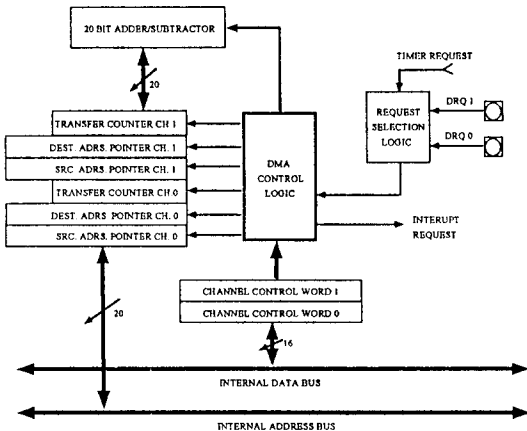 20 BIT ADDER/SUBTRACTOR
20
TIMER REQUEST
REQUEST
SELECTION
LOGIC
DRQ 1
DRQ 0
TRANSFER COUNTER CH 1
DEST. ADRS. POINTER CH. 1
SRC. ADRS. POINTER CH. 1
TRANSFER COUNTER CH 0
DEST. ADRS. POINTER CH. 0
SRC. ADRS. POINTER CH. 0
DMA
CONTROL
LOGIC
INTERUPT
REQUEST
20
CHANNEL CONTROL WORD 1
CHANNEL CONTROL WORD 0
16
INTERNAL DATA BUS
INTERNAL ADDRESS BUS